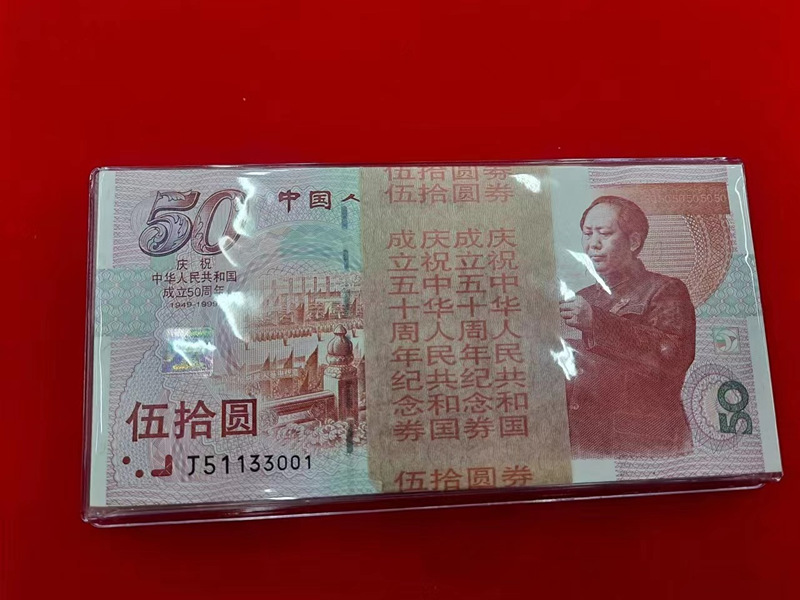 50
中国人
庆祝
中华人民共和国
成立50周年
1949-1999
伍拾圆
J51133001
伍拾圆券
伍拾圆券
庆祝中华人民共和国
成立五十周年纪念券
庆祝中华人民共和国
成立五十周年纪念券
伍拾圆券
50505050
50